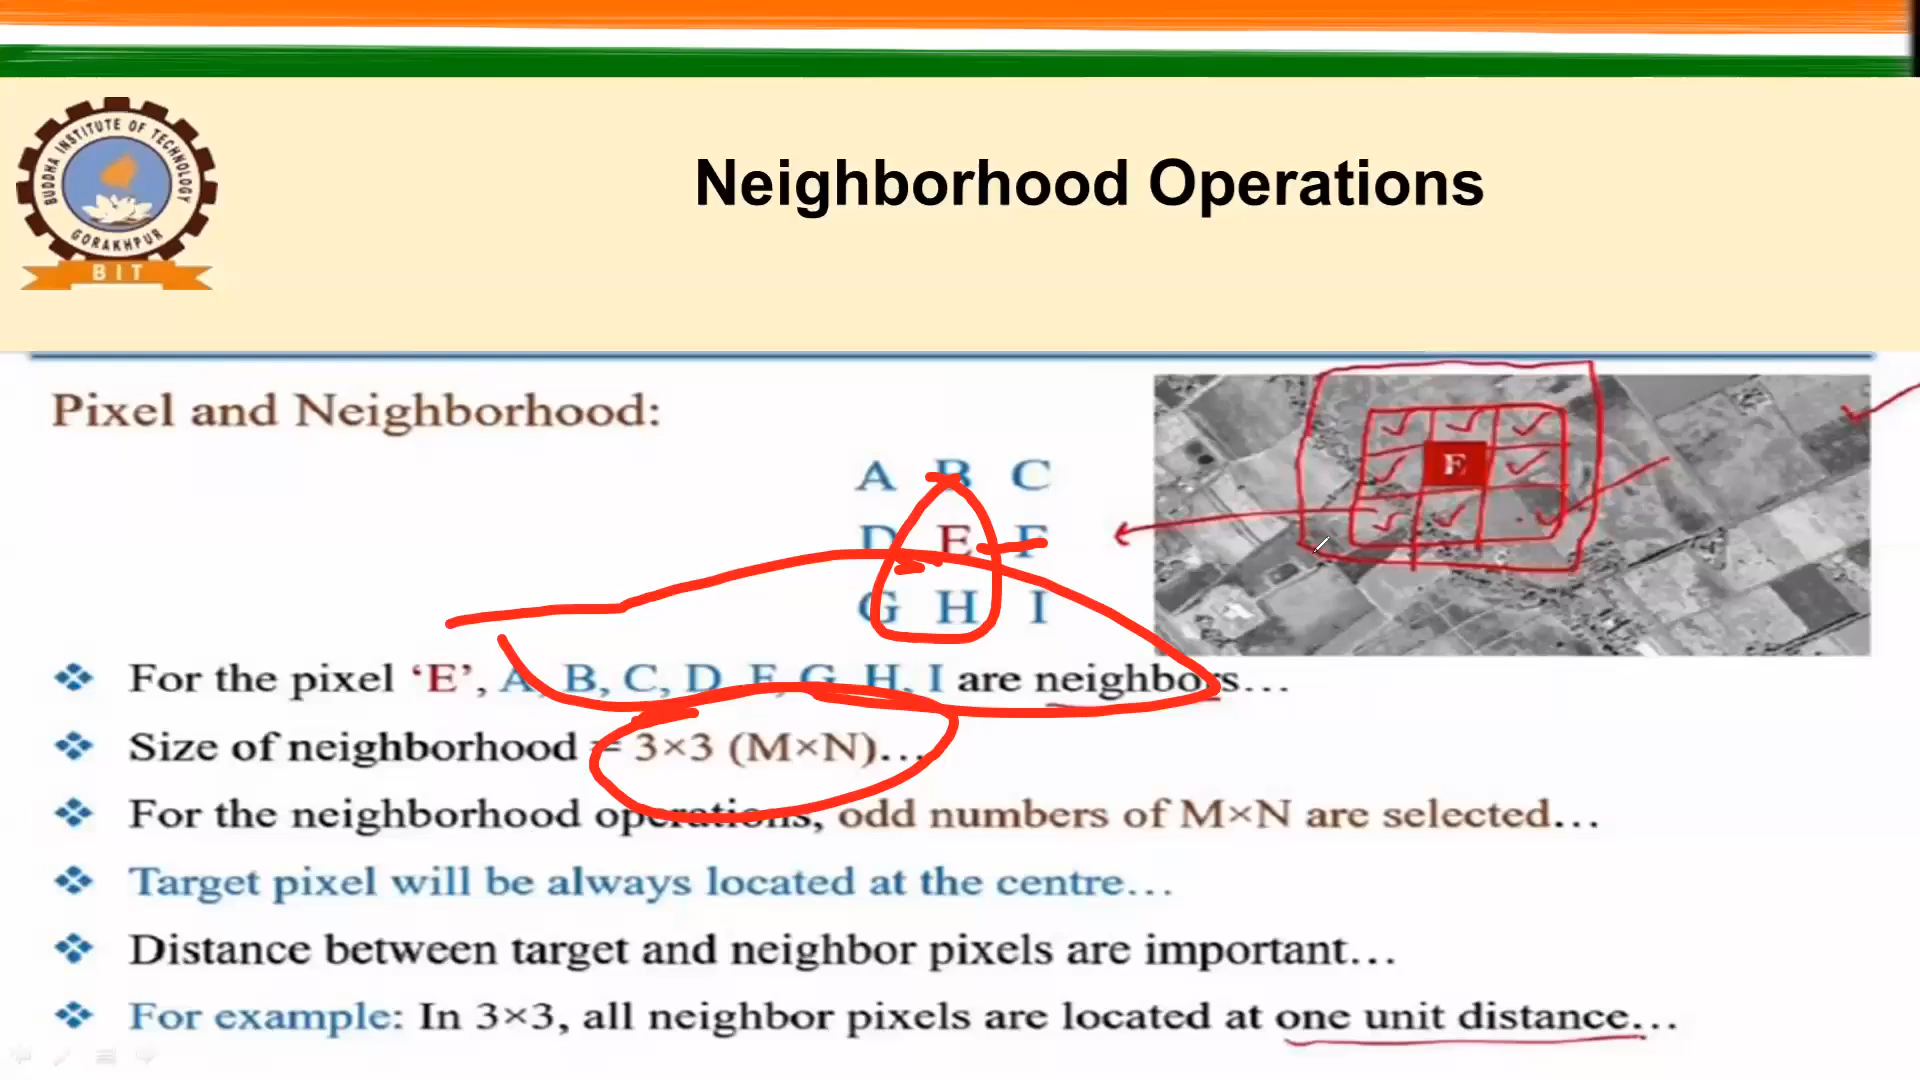 BUDDHA INSTITUTE OF TECHNOLOGY
GORAKHPUR
BIT
Neighborhood Operations
Pixel and Neighborhood:
A B C
D E F
G H I
E
❖ For the pixel ‘E’, A, B, C, D, F, G, H, I are neighbors…
❖ Size of neighborhood = 3×3 (M×N)…
❖ For the neighborhood operations, odd numbers of M×N are selected…
❖ Target pixel will be always located at the centre…
❖ Distance between target and neighbor pixels are important…
❖ For example: In 3×3, all neighbor pixels are located at one unit distance…